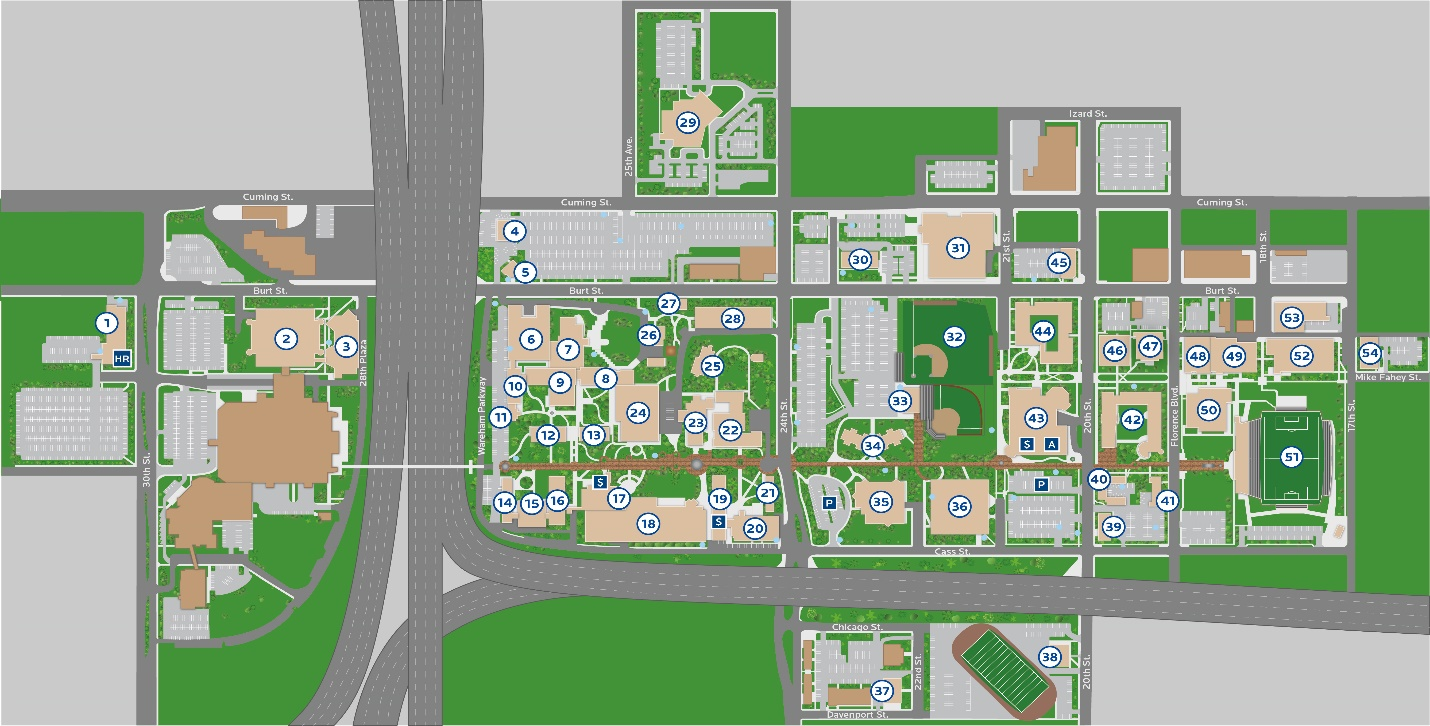 29
25th Ave.
Izard St.
Cuming St.
Cuming St.
Cuming St.
4
5
30
31
21st St.
45
18th St.
Burt St.
Burt St.
Burt St.
1
HR
2
3
28th Plaza
6
7
8
9
10
11
12
13
24
23
22
25
26
27
28
Wareham Parkway
24th St.
32
33
34
44
43
S
A
46
47
42
20th St.
Florence Blvd.
48
49
50
53
52
54
Mike Fahey St.
51
17th St.
30th St.
14
15
16
S
17
18
19
S
20
21
P
35
36
P
40
41
39
Cass St.
Chicago St.
22nd St.
37
38
20th St.
Davenport St.